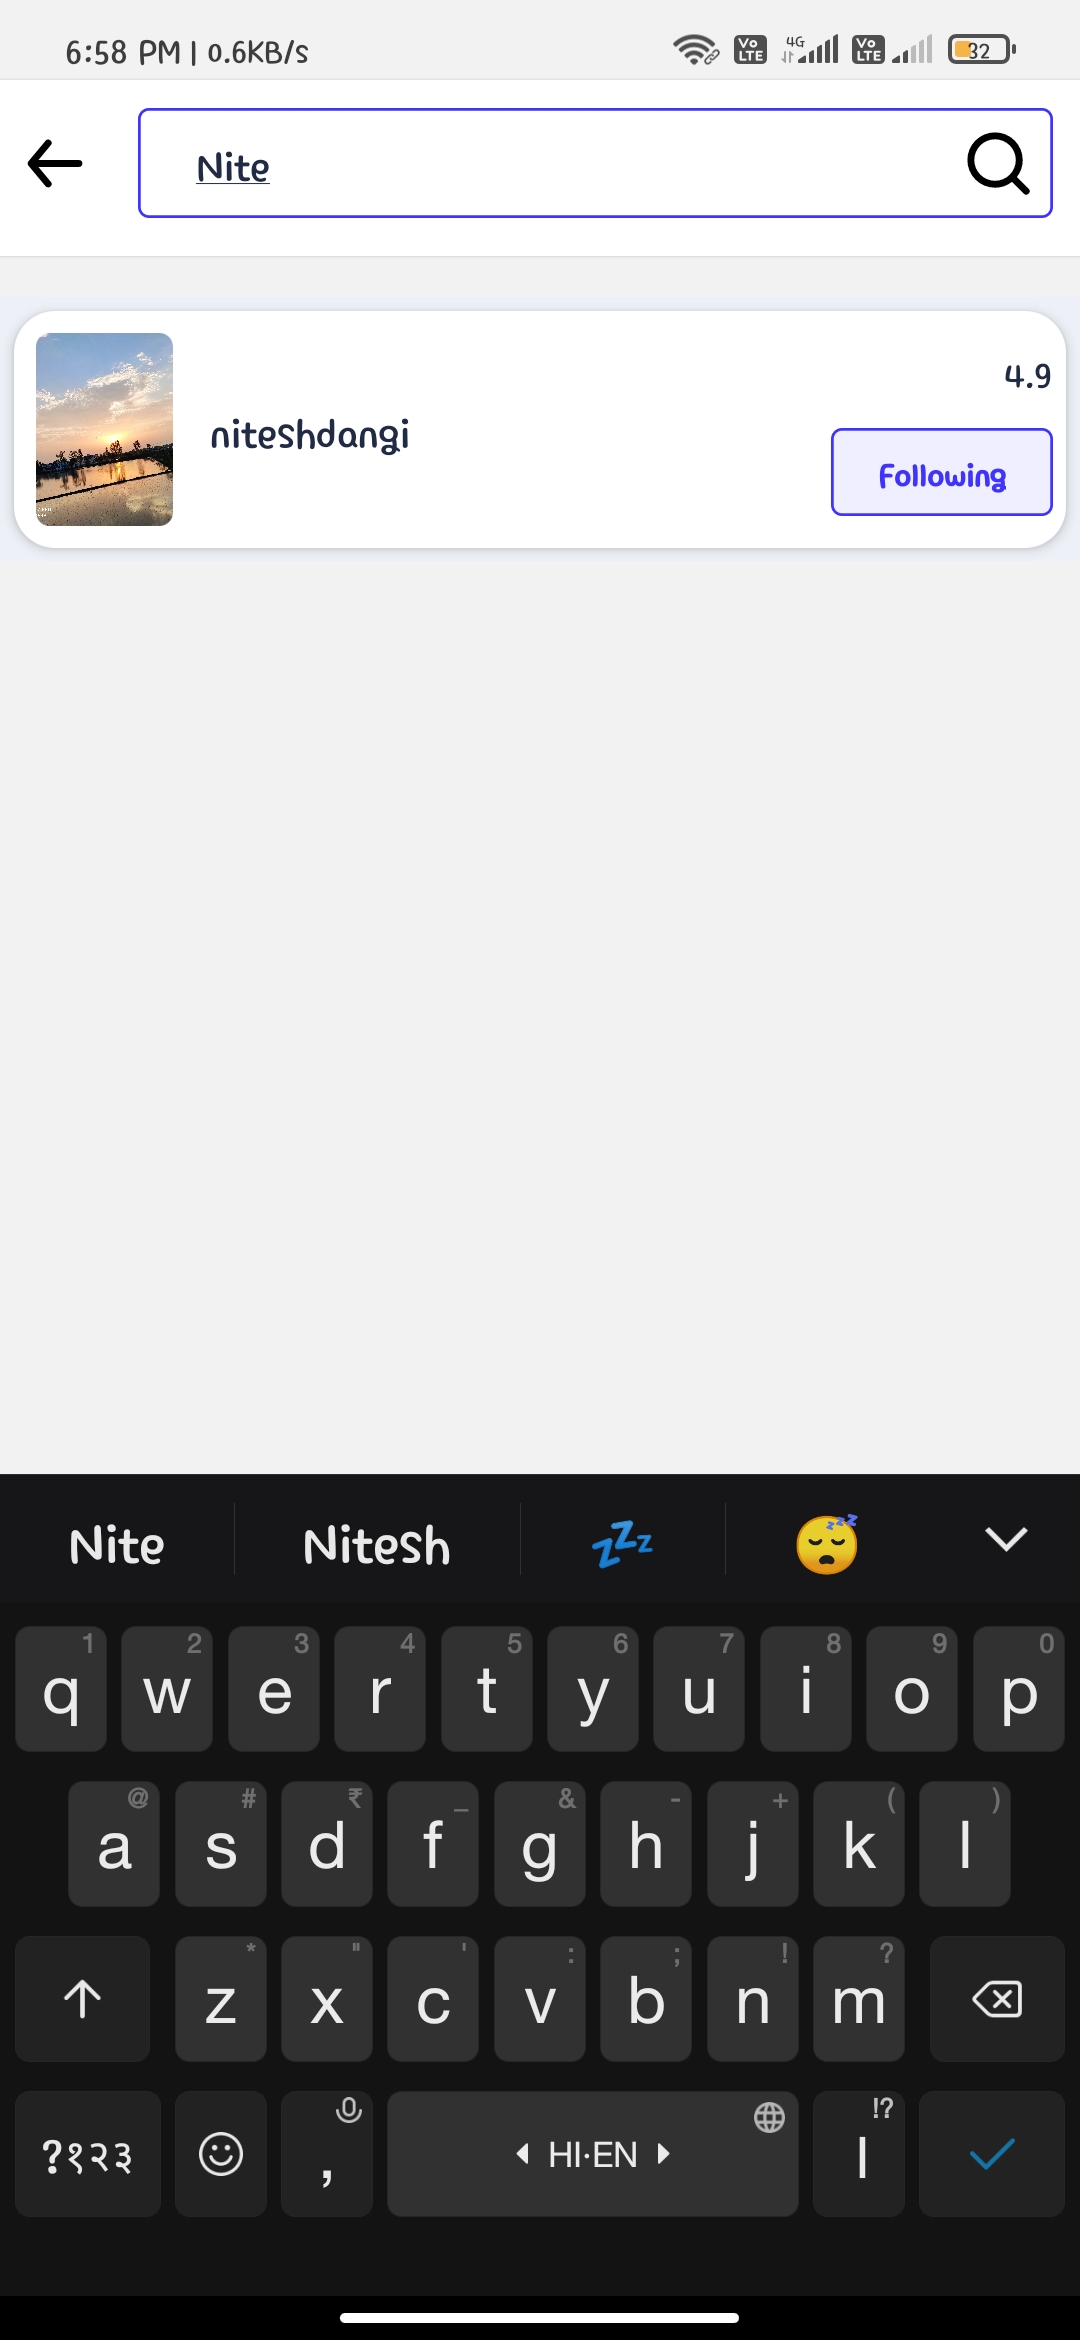 6:58 PM | 0.6KB/s
Vo LTE
4G
Vo LTE
32
Nite
4.9
niteshdangi
Following
Nite Nitesh 💤 😴
1 2 3 4 5 6 7 8 9 0
q w e r t y u i o p
@ # ₹ _ & - + ( )
a s d f g h j k l
* " ' : ; ! ?
z x c v b n m
!?
?१२३ , HI·EN |